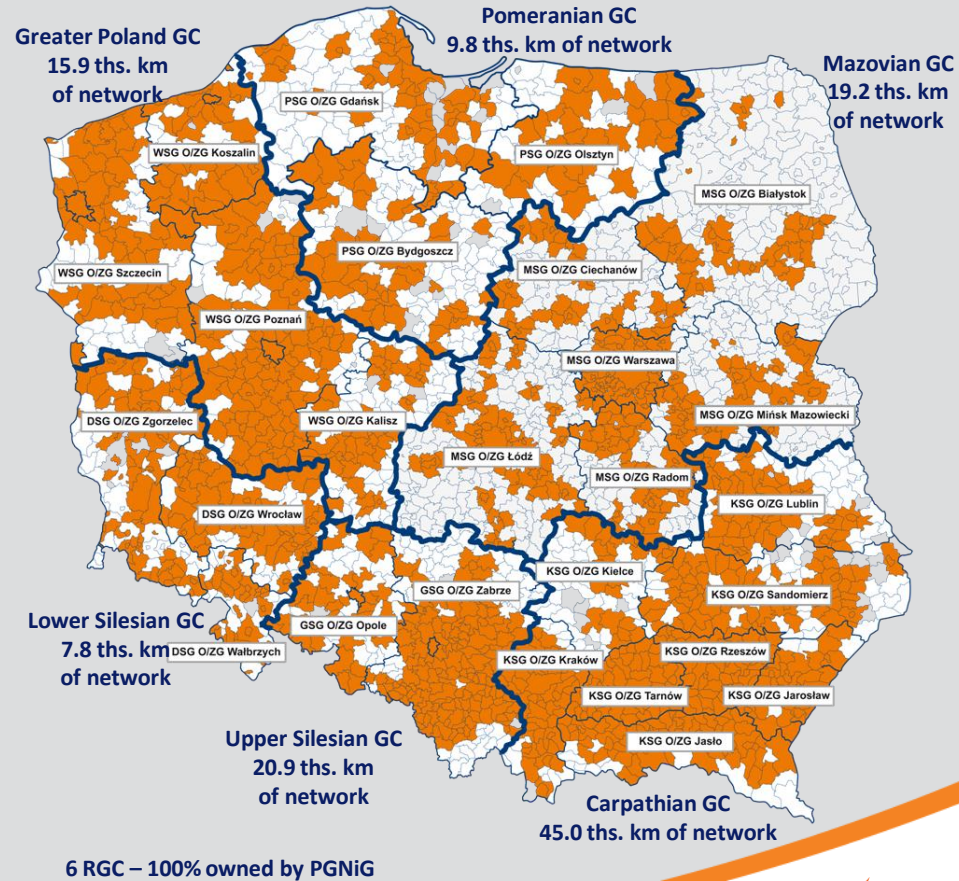 Greater Poland GC
15.9 ths. km
of network
Pomeranian GC
9.8 ths. km of network
Mazovian GC
19.2 ths. km
of network
PSG O/ZG Gdańsk
WSG O/ZG Koszalin
PSG O/ZG Olsztyn
MSG O/ZG Białystok
PSG O/ZG Bydgoszcz
MSG O/ZG Ciechanów
WSG O/ZG Szczecin
WSG O/ZG Poznań
MSG O/ZG Warszawa
MSG O/ZG Mińsk Mazowiecki
DSG O/ZG Zgorzelec
WSG O/ZG Kalisz
MSG O/ZG Łódź
MSG O/ZG Radom
KSG O/ZG Lublin
DSG O/ZG Wrocław
KSG O/ZG Kielce
GSG O/ZG Zabrze
KSG O/ZG Sandomierz
GSG O/ZG Opole
DSG O/ZG Wałbrzych
KSG O/ZG Kraków
KSG O/ZG Rzeszów
KSG O/ZG Tarnów
KSG O/ZG Jarosław
KSG O/ZG Jasło
Lower Silesian GC
7.8 ths. km
of network
Upper Silesian GC
20.9 ths. km
of network
Carpathian GC
45.0 ths. km of network
6 RGC – 100% owned by PGNiG